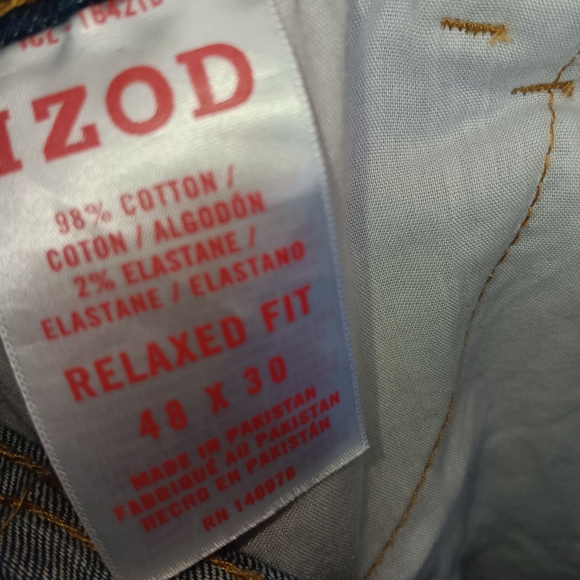 IZOD
98% COTTON /
COTON / ALGODÓN
2% ELASTANE /
ELASTANE / ELASTANO
RELAXED FIT
48 X 30
MADE IN PAKISTAN
FABRIQUÉ AU PAKISTAN
HECHO EN PAKISTÁN
RN 140976